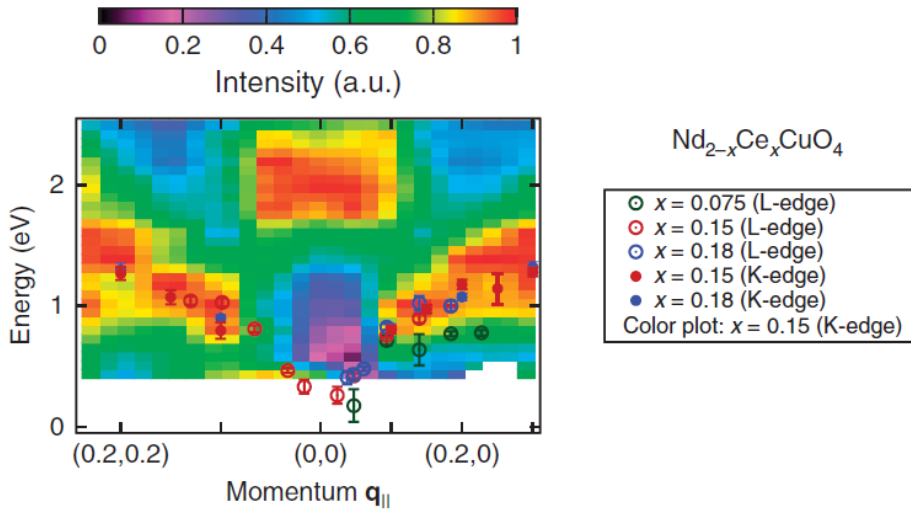 0 0.2 0.4 0.6 0.8 1
Intensity (a.u.)
2
1
0
Energy (eV)
(0.2,0.2) (0,0) (0.2,0)
Momentum q||
Nd2–xCexCuO4
x = 0.075 (L-edge)
x = 0.15 (L-edge)
x = 0.18 (L-edge)
x = 0.15 (K-edge)
x = 0.18 (K-edge)
Color plot: x = 0.15 (K-edge)